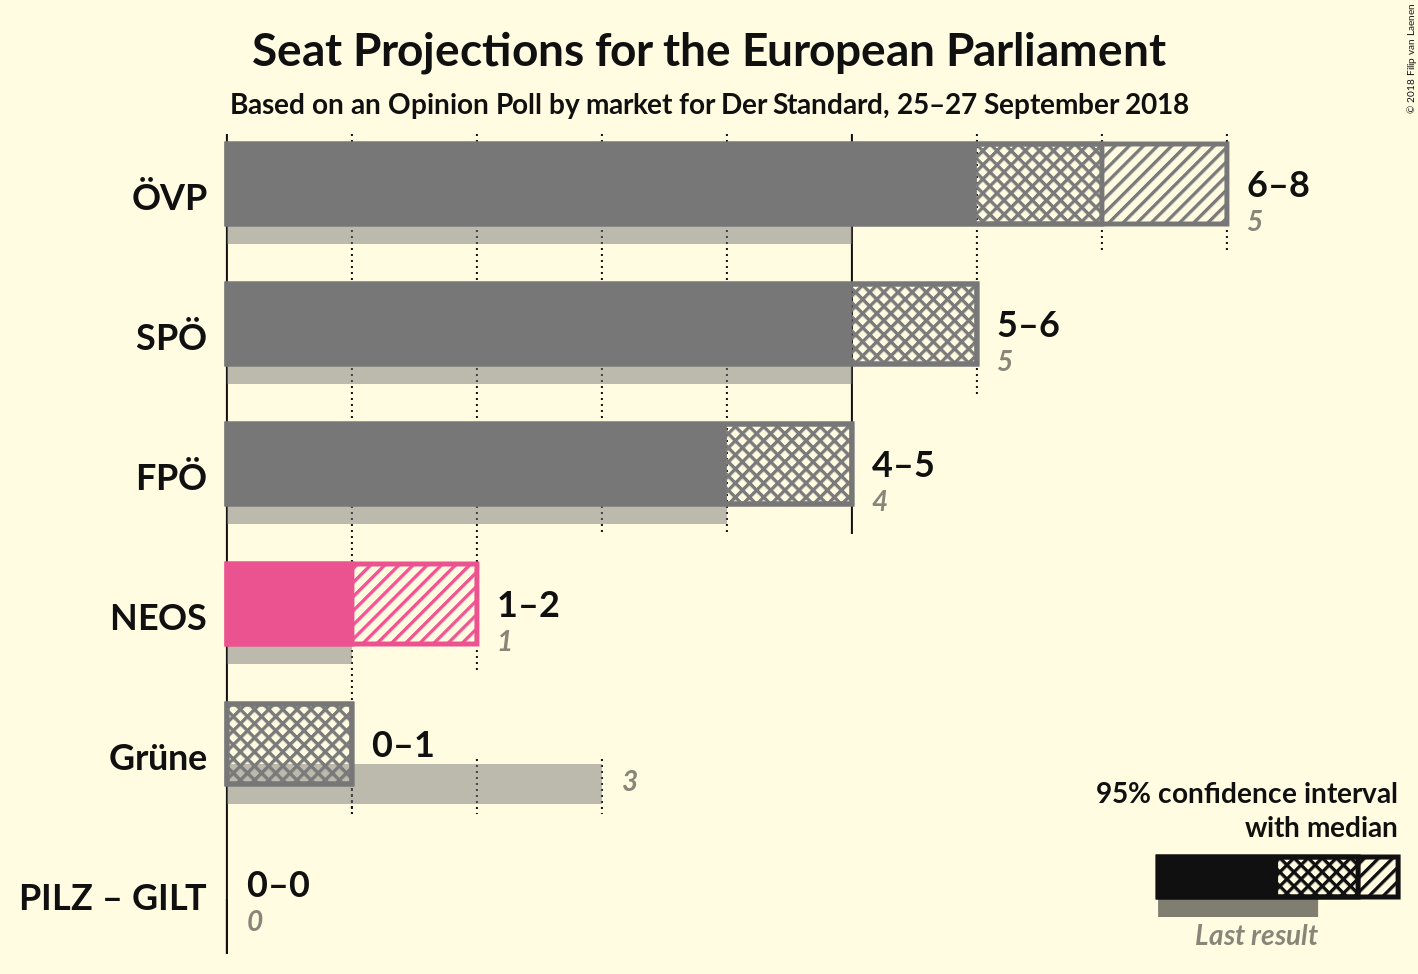 Seat Projections for the European Parliament
Based on an Opinion Poll by market for Der Standard, 25–27 September 2018
© 2018 Filip van Laenen
ÖVP
6–8
5
SPÖ
5–6
5
FPÖ
4–5
4
NEOS
1–2
1
Grüne
0–1
3
PILZ – GILT
0–0
0
95% confidence interval
with median
Last result